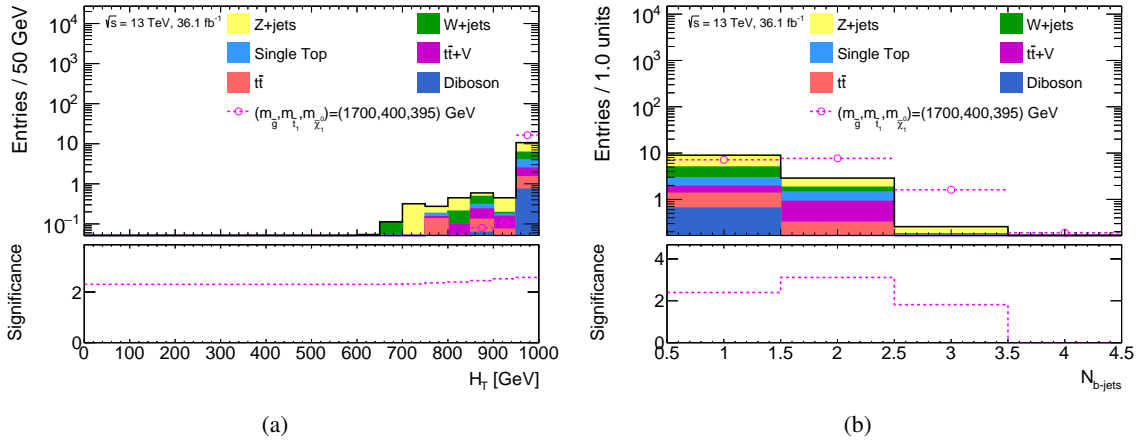 √s = 13 TeV, 36.1 fb⁻¹
Z+jets W+jets
Single Top tt̄+V
tt̄ Diboson
(m_g̃, m_t̃₁, m_χ̃₁⁰)=(1700,400,395) GeV
Entries / 50 GeV
10⁴
10³
10²
10
1
10⁻¹
Significance
2
0
0 100 200 300 400 500 600 700 800 900 1000
H_T [GeV]
(a)
√s = 13 TeV, 36.1 fb⁻¹
Z+jets W+jets
Single Top tt̄+V
tt̄ Diboson
(m_g̃, m_t̃₁, m_χ̃₁⁰)=(1700,400,395) GeV
Entries / 1.0 units
10⁴
10³
10²
10
1
Significance
4
2
0
0.5 1 1.5 2 2.5 3 3.5 4 4.5
N_b-jets
(b)